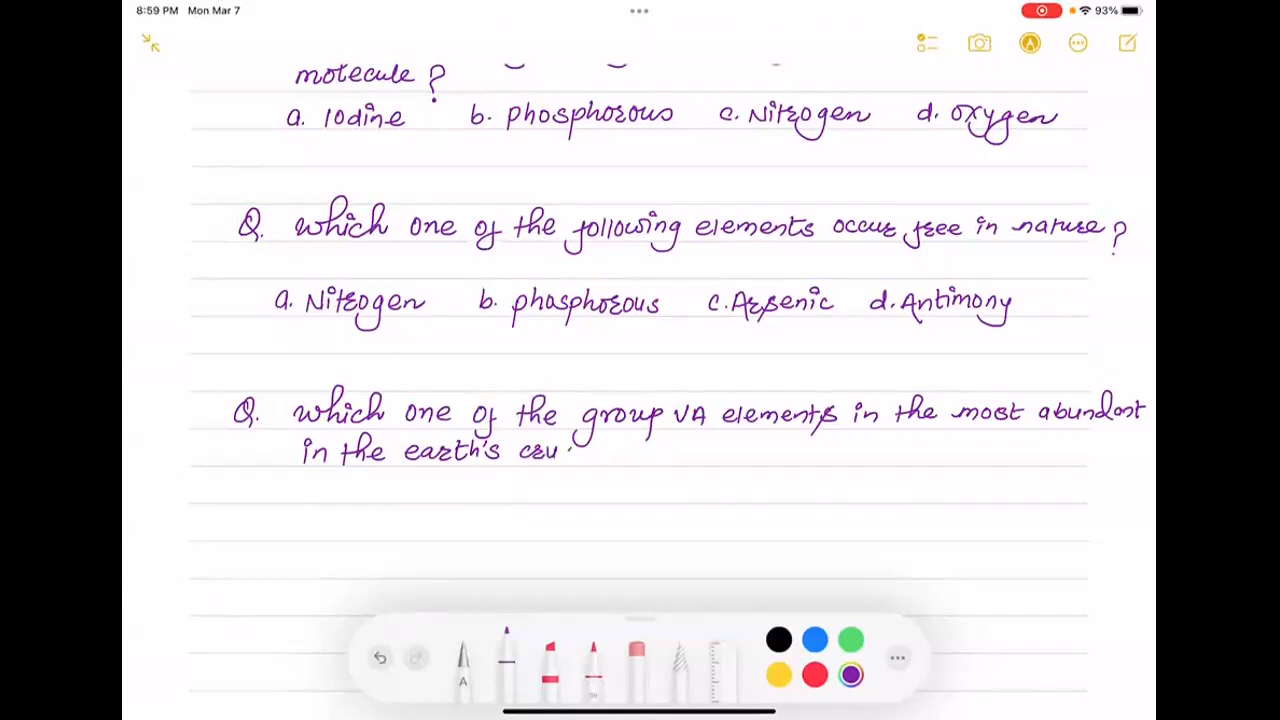 8:59 PM Mon Mar 7
93%
molecule?
a. Iodine b. phosphorous c. Nitrogen d. oxygen
Q. which one of the following elements occur free in nature?
a. Nitrogen b. phosphorous c. Arsenic d. Antimony
Q. which one of the group VA elements in the most abundant
in the earth's cru
A